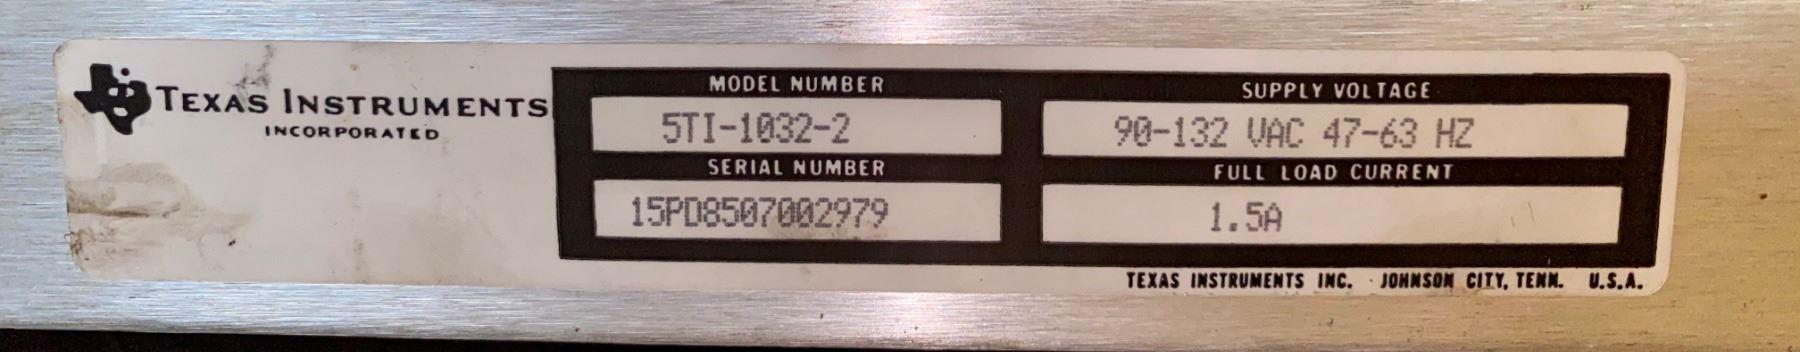 TEXAS INSTRUMENTS
INCORPORATED
MODEL NUMBER
5TI-1032-2
SERIAL NUMBER
15PD8507002979
SUPPLY VOLTAGE
90-132 VAC 47-63 HZ
FULL LOAD CURRENT
1.5A
TEXAS INSTRUMENTS INC. JOHNSON CITY, TENN. U.S.A.